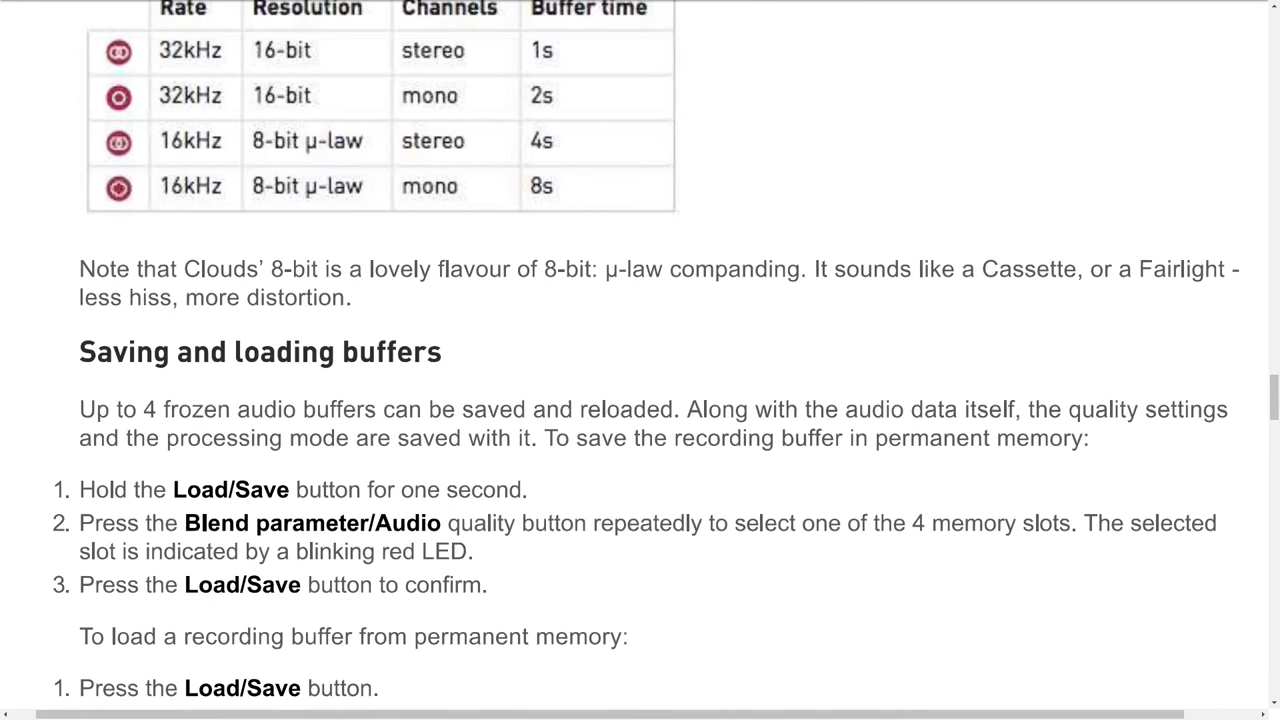 Rate Resolution Channels Buffer time
32kHz 16-bit stereo 1s
32kHz 16-bit mono 2s
16kHz 8-bit µ-law stereo 4s
16kHz 8-bit µ-law mono 8s
Note that Clouds’ 8-bit is a lovely flavour of 8-bit: µ-law companding. It sounds like a Cassette, or a Fairlight -
less hiss, more distortion.
Saving and loading buffers
Up to 4 frozen audio buffers can be saved and reloaded. Along with the audio data itself, the quality settings
and the processing mode are saved with it. To save the recording buffer in permanent memory:
1. Hold the Load/Save button for one second.
2. Press the Blend parameter/Audio quality button repeatedly to select one of the 4 memory slots. The selected
slot is indicated by a blinking red LED.
3. Press the Load/Save button to confirm.
To load a recording buffer from permanent memory:
1. Press the Load/Save button.